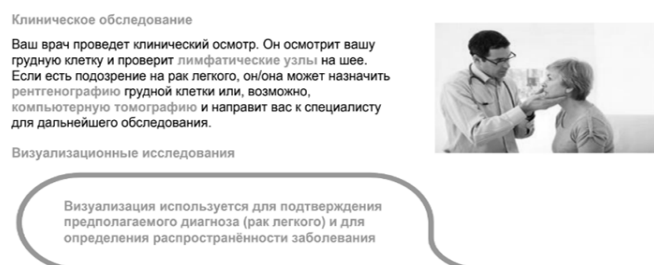 Клиническое обследование
Ваш врач проведет клинический осмотр. Он осмотрит вашу
грудную клетку и проверит лимфатические узлы на шее.
Если есть подозрение на рак легкого, он/она может назначить
рентгенографию грудной клетки или, возможно,
компьютерную томографию и направит вас к специалисту
для дальнейшего обследования.
Визуализационные исследования
Визуализация используется для подтверждения
предполагаемого диагноза (рак легкого) и для
определения распространённости заболевания